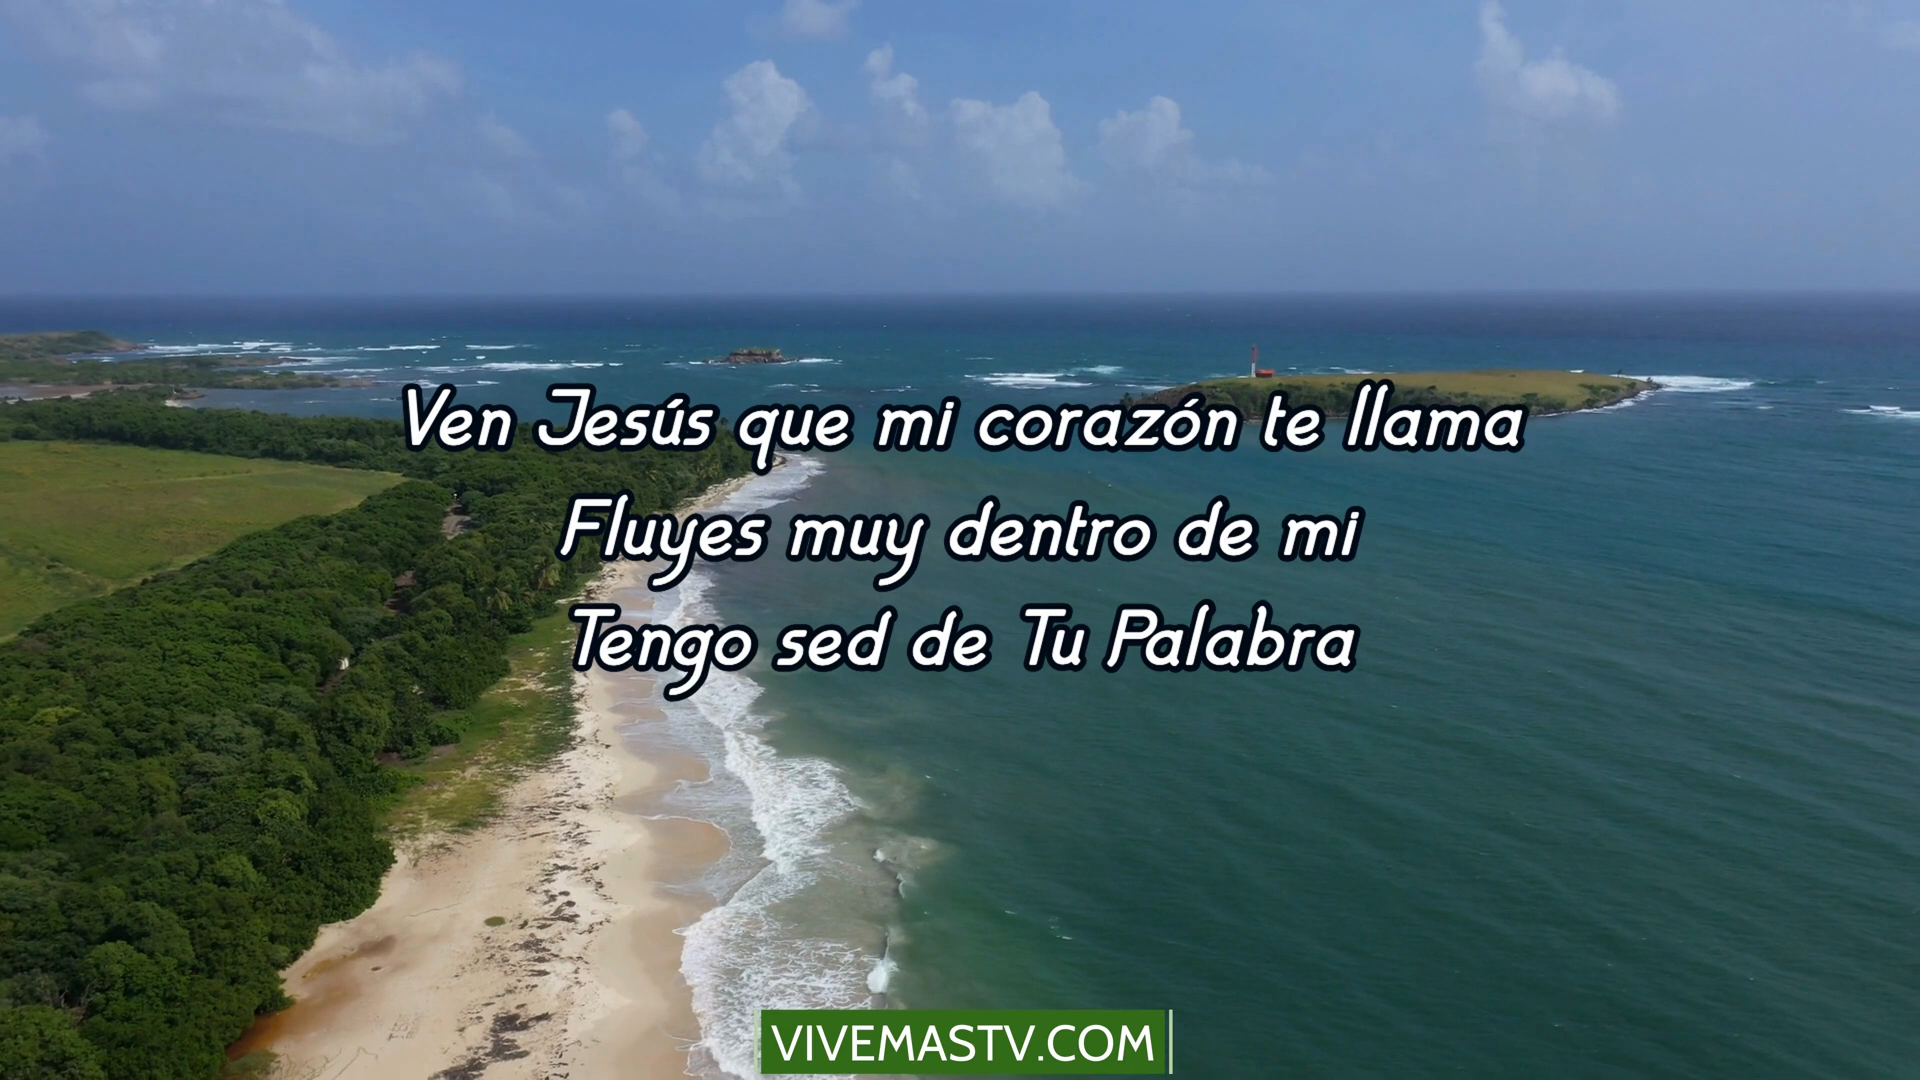 Ven Jesús que mi corazón te llama
Fluyes muy dentro de mi
Tengo sed de Tu Palabra
VIVEMASTV.COM